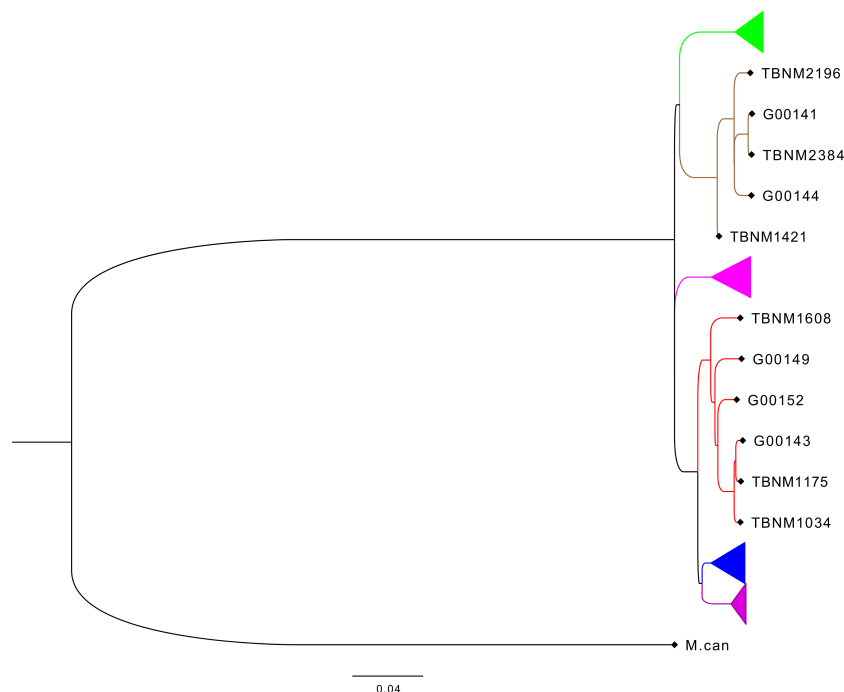 TBNM2196
G00141
TBNM2384
G00144
TBNM1421
TBNM1608
G00149
G00152
G00143
TBNM1175
TBNM1034
M.can
0.04